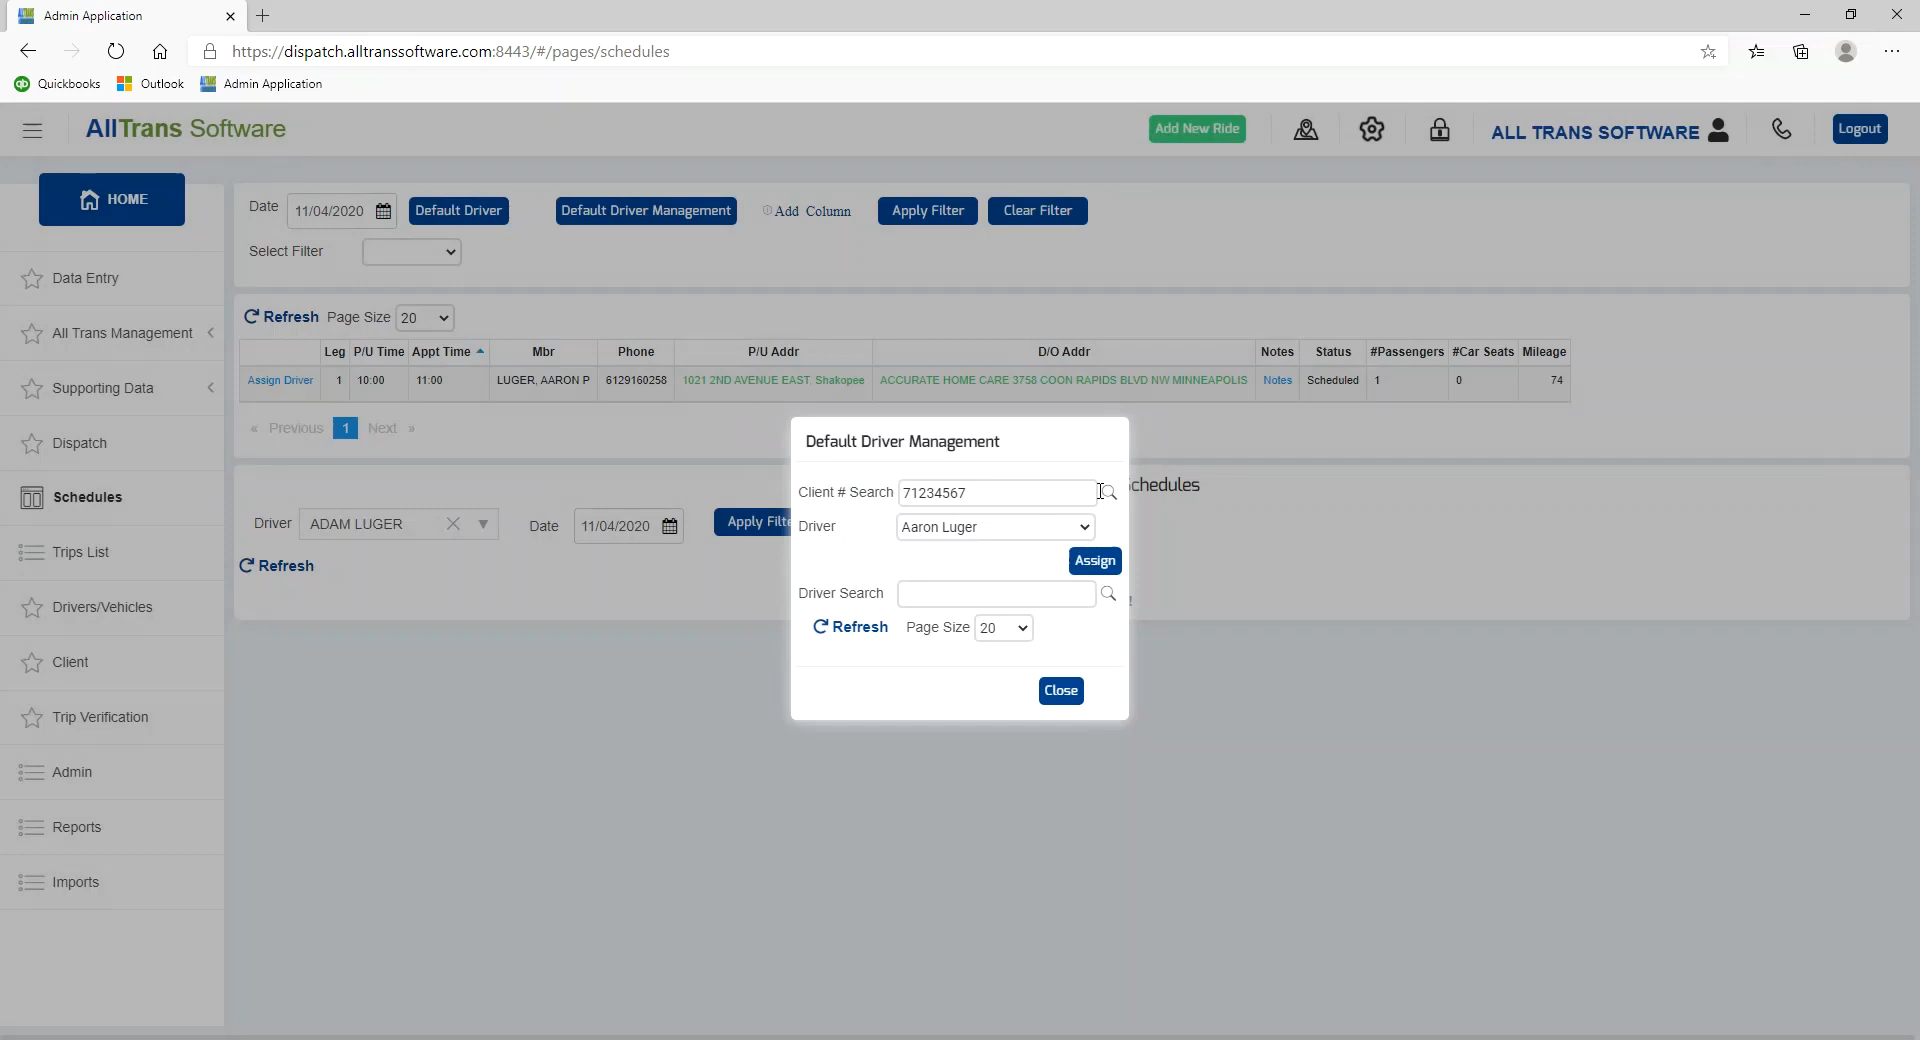 Admin Application
https://dispatch.alltranssoftware.com:8443/#/pages/schedules
Quickbooks Outlook Admin Application
AllTrans Software Add New Ride ALL TRANS SOFTWARE Logout
HOME
Data Entry
All Trans Management
Supporting Data
Dispatch
Schedules
Trips List
Drivers/Vehicles
Client
Trip Verification
Admin
Reports
Imports
Date 11/04/2020 Default Driver Default Driver Management Add Column Apply Filter Clear Filter
Select Filter
Refresh Page Size 20
Leg P/U Time Appt Time Mbr Phone P/U Addr D/O Addr Notes Status #Passengers #Car Seats Mileage
Assign Driver 1 10:00 11:00 LUGER, AARON P 6129160258 1021 2ND AVENUE EAST, Shakopee ACCURATE HOME CARE 3758 COON RAPIDS BLVD NW MINNEAPOLIS Notes Scheduled 1 0 74
« Previous 1 Next »
chedules
Driver ADAM LUGER Date 11/04/2020 Apply Filte
Refresh
!
Default Driver Management
Client # Search 71234567
Driver Aaron Luger
Assign
Driver Search
Refresh Page Size 20
Close